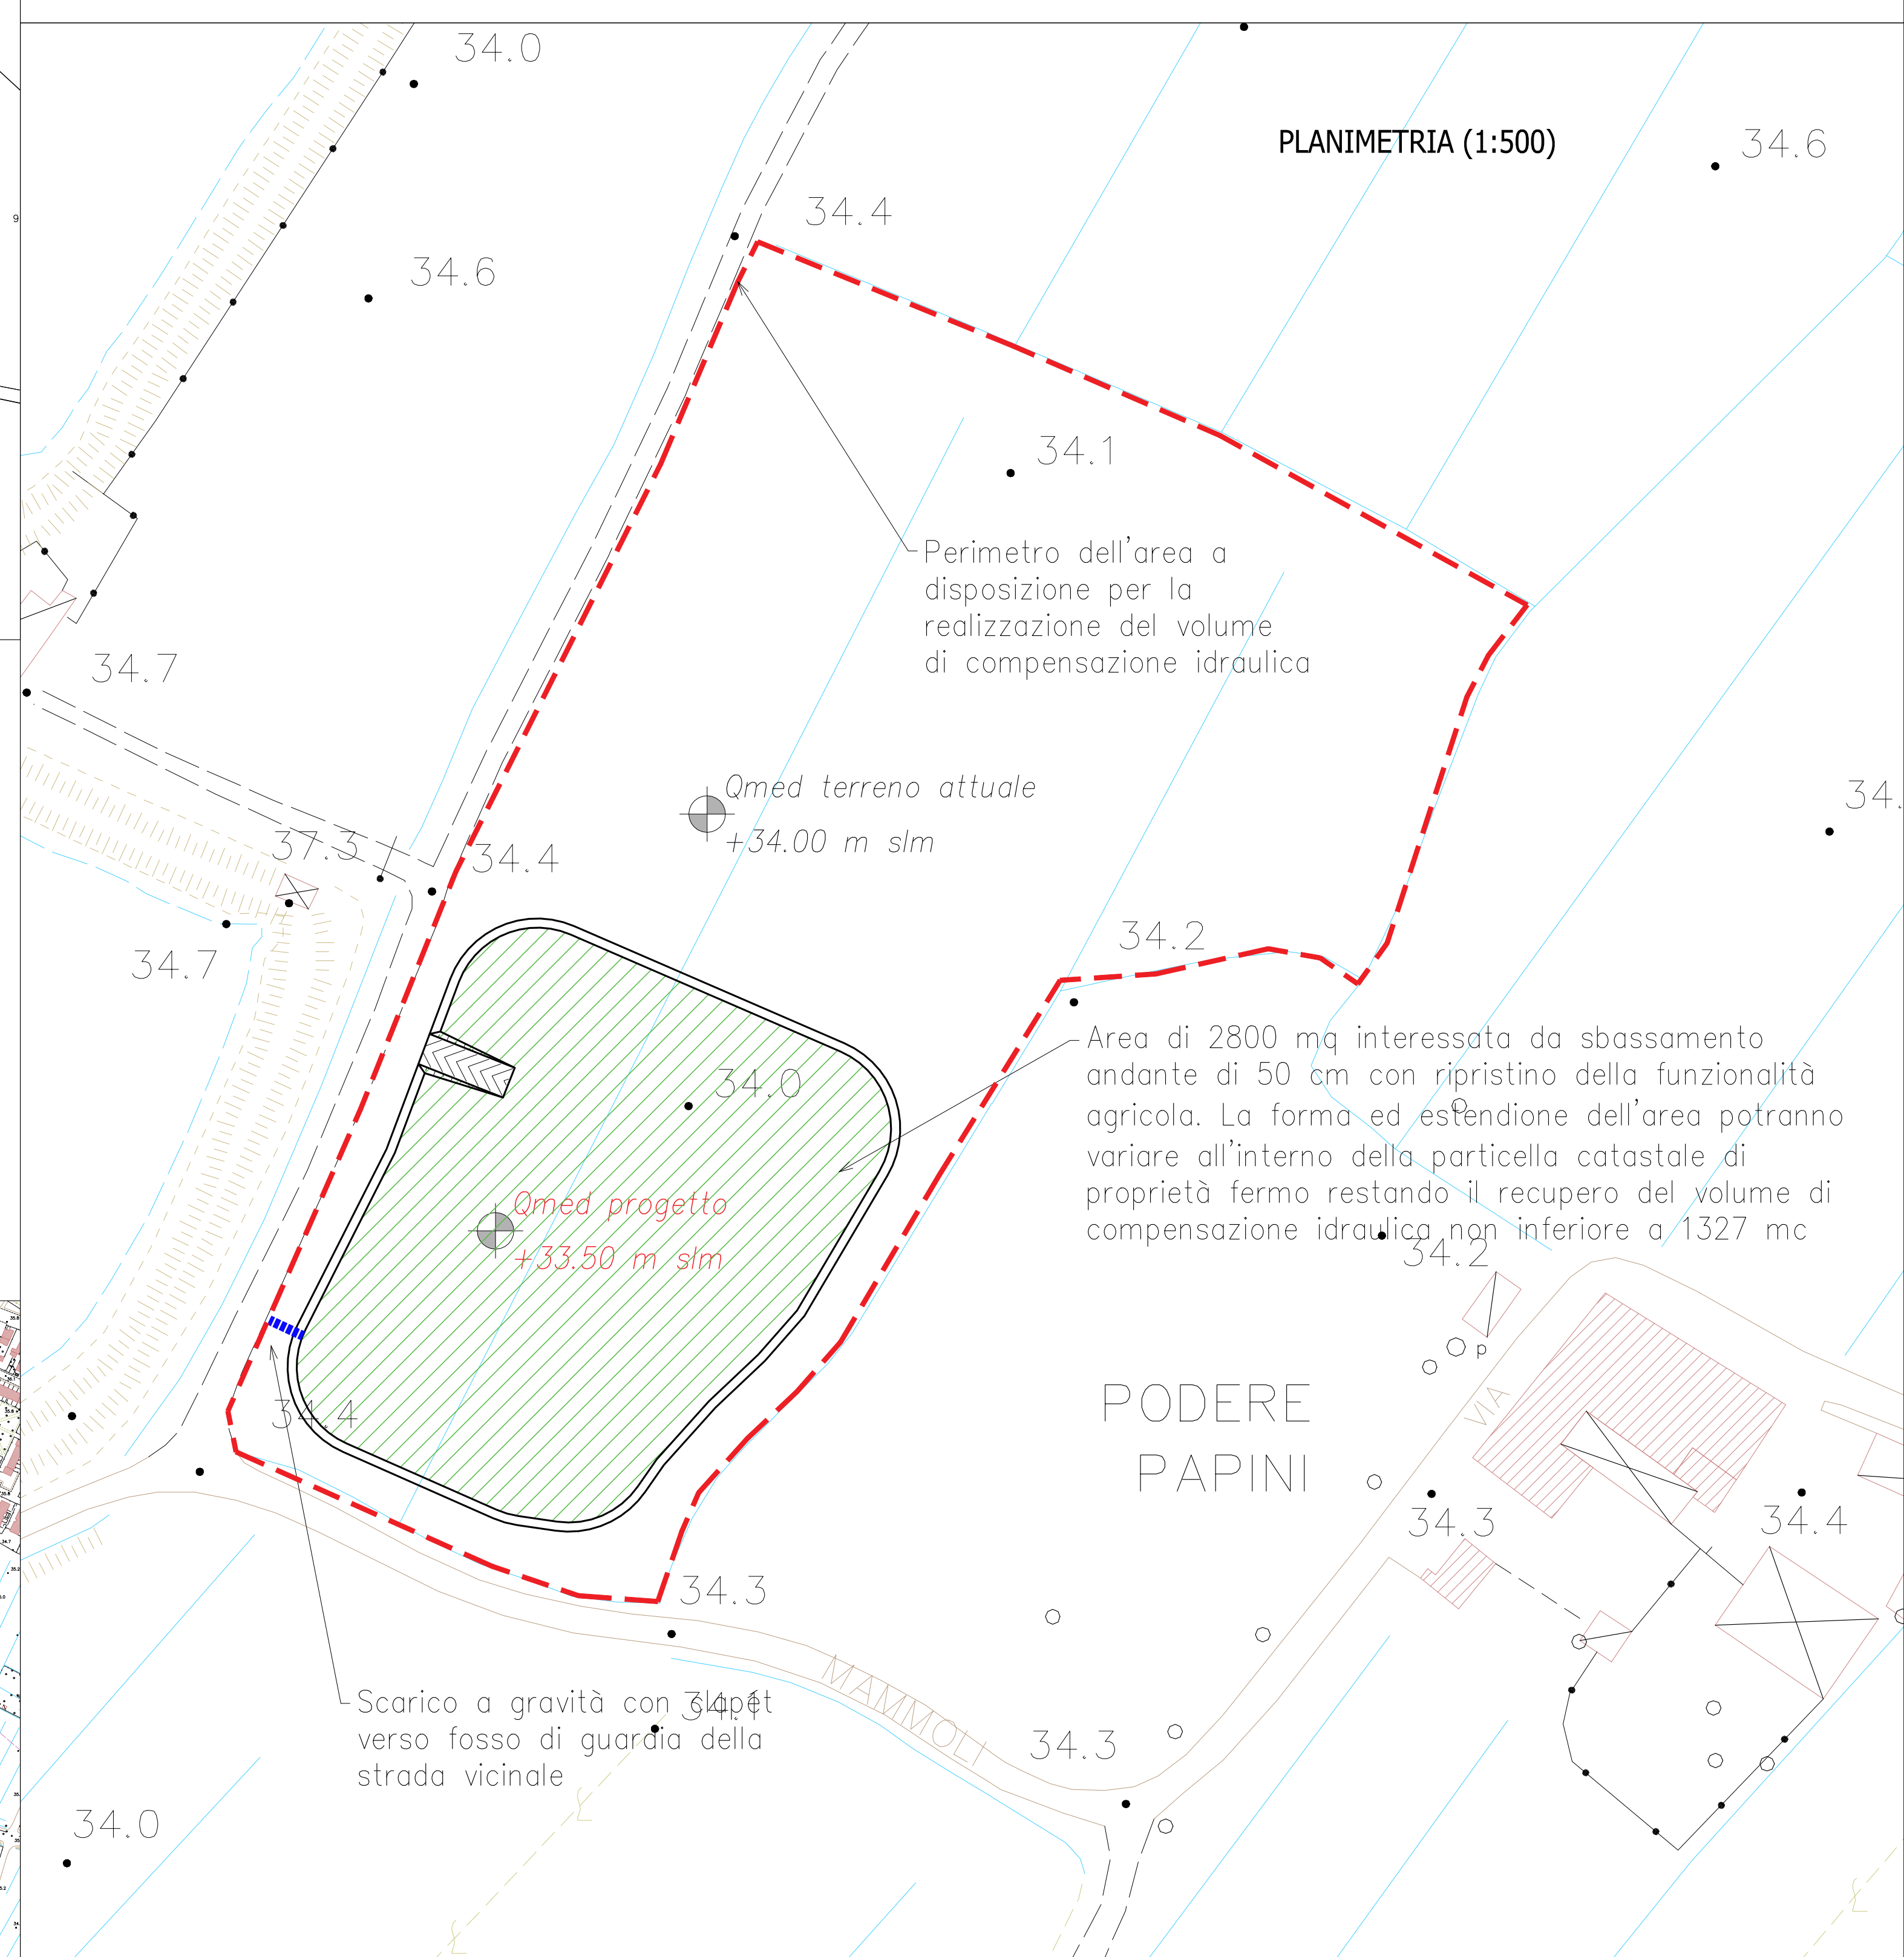 34.0
PLANIMETRIA (1:500)
34.6
34.4
9
34.6
34.1
Perimetro dell'area a
disposizione per la
realizzazione del volume
di compensazione idraulica
34.7
Qmed terreno attuale
+34.00 m slm
34.
37.3
34.4
34.2
34.7
Area di 2800 mq interessata da sbassamento
andante di 50 cm con ripristino della funzionalità
agricola. La forma ed estendione dell'area potranno
variare all'interno della particella catastale di
proprietà fermo restando il recupero del volume di
compensazione idraulica non inferiore a 1327 mc
34.0
Qmed progetto
+33.50 m slm
34.2
p
PODERE
PAPINI
VIA
34.4
34.3
34.4
34.3
MAMMOLI
Scarico a gravità con clapet
verso fosso di guardia della
strada vicinale
34.1
34.3
34.0